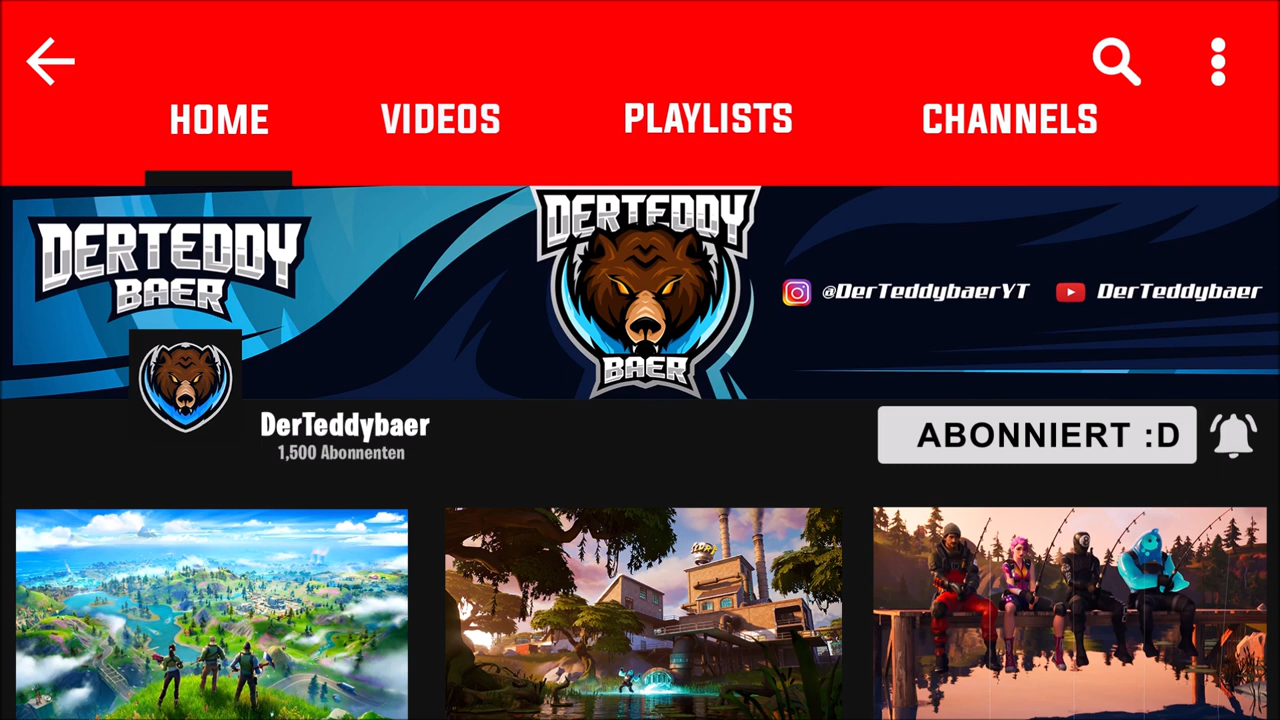 HOME VIDEOS PLAYLISTS CHANNELS
DERTEDDY
BAER
DERTEDDY
BAER
@DerTeddybaerYT DerTeddybaer
DerTeddybaer
1,500 Abonnenten
ABONNIERT :D